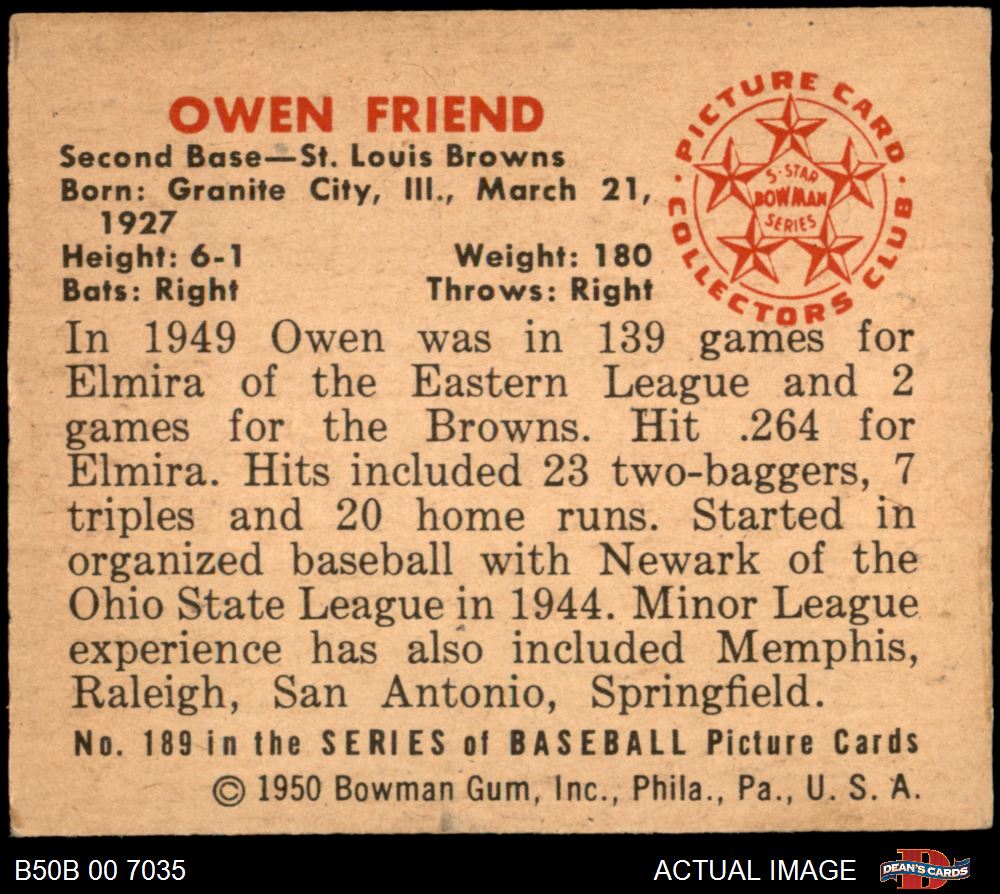 OWEN FRIEND
Second Base—St. Louis Browns
Born: Granite City, Ill., March 21,
1927
Height: 6-1 Weight: 180
Bats: Right Throws: Right
· PICTURE CARD ·
COLLECTORS CLUB
5-STAR
BOWMAN
SERIES
In 1949 Owen was in 139 games for
Elmira of the Eastern League and 2
games for the Browns. Hit .264 for
Elmira. Hits included 23 two-baggers, 7
triples and 20 home runs. Started in
organized baseball with Newark of the
Ohio State League in 1944. Minor League
experience has also included Memphis,
Raleigh, San Antonio, Springfield.
No. 189 in the SERIES of BASEBALL Picture Cards
© 1950 Bowman Gum, Inc., Phila., Pa., U. S. A.
B50B 00 7035 ACTUAL IMAGE
DEAN'S CARDS